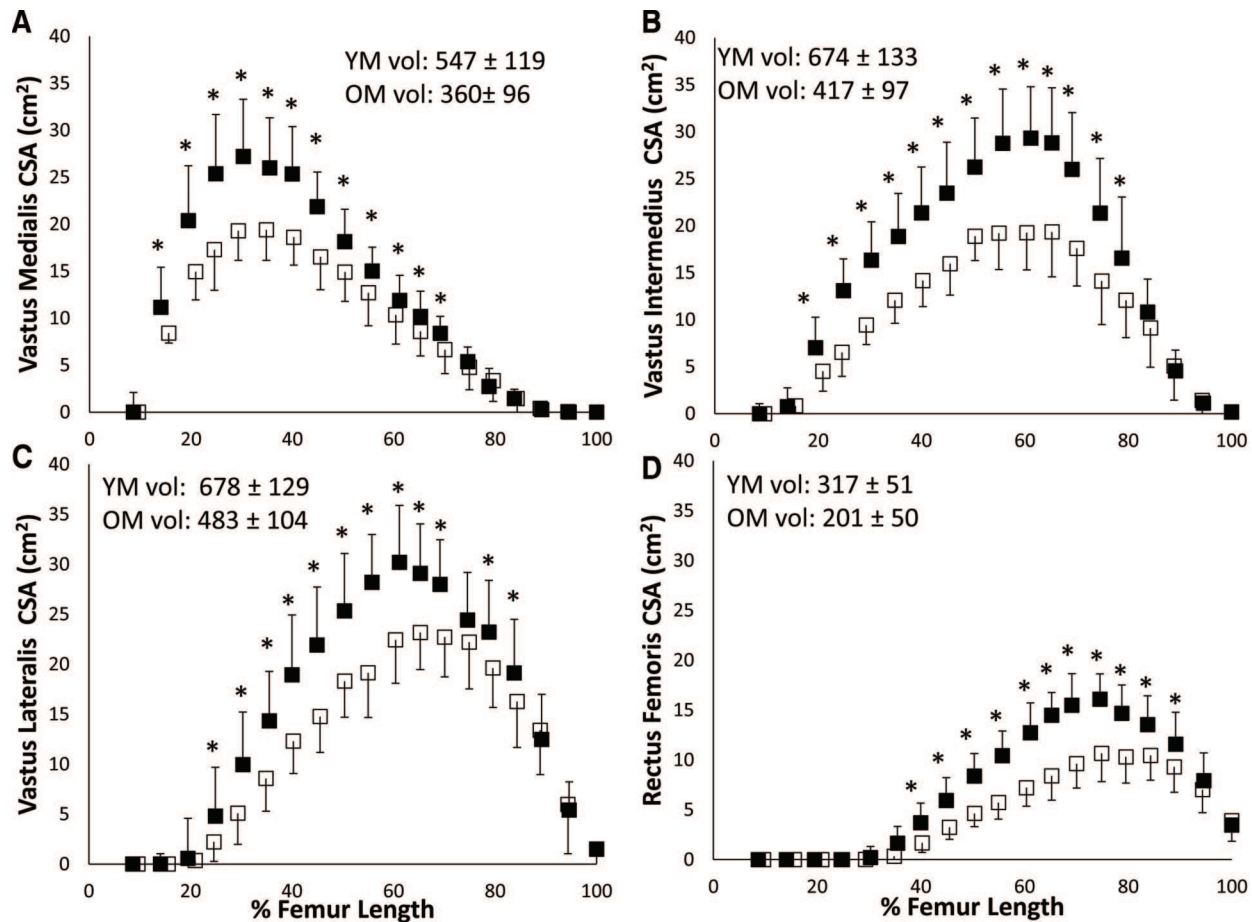 A
Vastus Medialis CSA (cm²)
40
35
30
25
20
15
10
5
0
YM vol: 547 ± 119
OM vol: 360± 96
* * * * * * * * * * * *
0 20 40 60 80 100
B
Vastus Intermedius CSA (cm²)
40
35
30
25
20
15
10
5
0
YM vol: 674 ± 133
OM vol: 417 ± 97
* * * * * * * * * * * * *
0 20 40 60 80 100
C
Vastus Lateralis CSA (cm²)
40
35
30
25
20
15
10
5
0
YM vol: 678 ± 129
OM vol: 483 ± 104
* * * * * * * * * * * *
0 20 40 60 80 100
% Femur Length
D
Rectus Femoris CSA (cm²)
40
35
30
25
20
15
10
5
0
YM vol: 317 ± 51
OM vol: 201 ± 50
* * * * * * * * * * *
0 20 40 60 80 100
% Femur Length